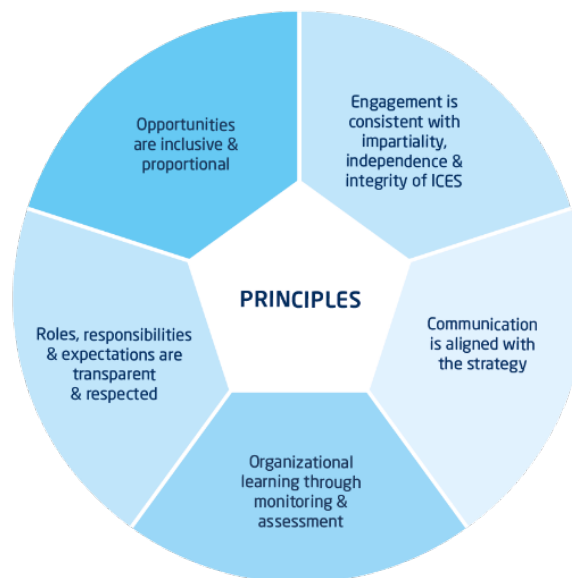 Opportunities
are inclusive &
proportional
Engagement is
consistent with
impartiality,
independence &
integrity of ICES
PRINCIPLES
Roles, responsibilities
& expectations are
transparent
& respected
Communication
is aligned with
the strategy
Organizational
learning through
monitoring &
assessment